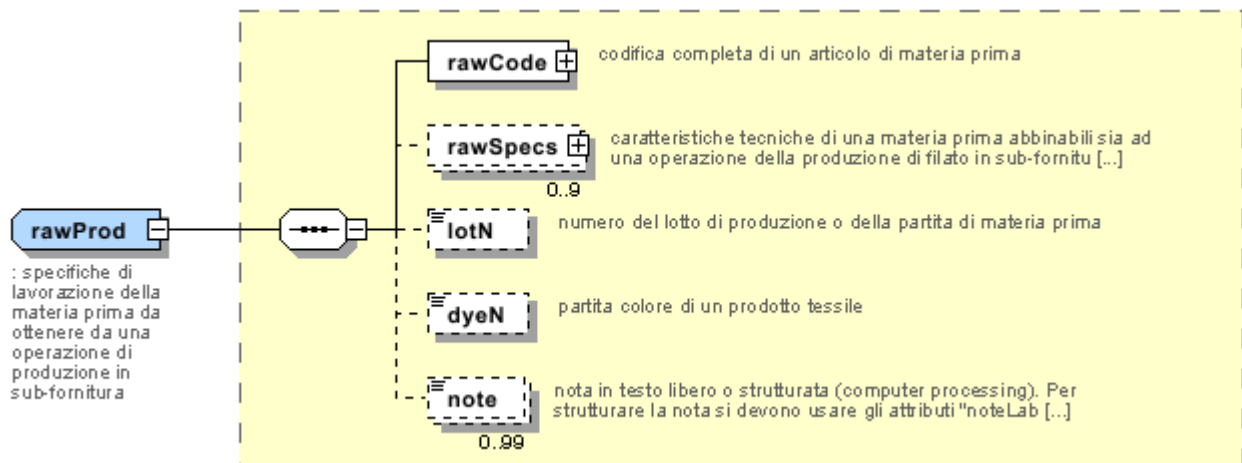 rawCode
codifica completa di un articolo di materia prima
rawSpecs
caratteristiche tecniche di una materia prima abbinabili sia ad
una operazione della produzione di filato in sub-fornitu [...]
0..9
rawProd
: specifiche di
lavorazione della
materia prima da
ottenere da una
operazione di
produzione in
sub-fornitura
lotN
numero del lotto di produzione o della partita di materia prima
dyeN
partita colore di un prodotto tessile
note
nota in testo libero o strutturata (computer processing). Per
strutturare la nota si devono usare gli attributi "noteLab [...]
0..99